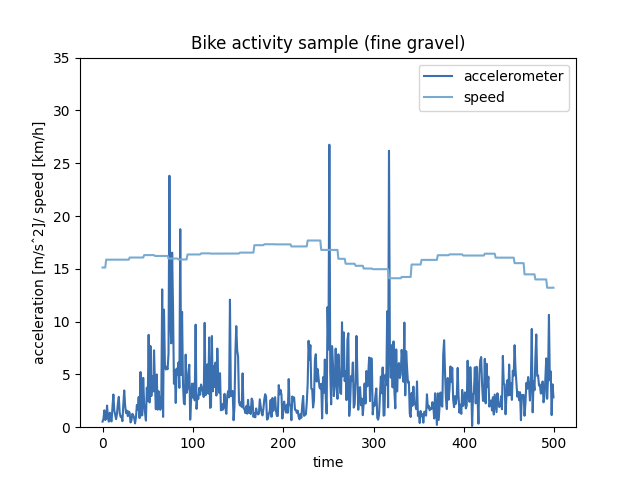 Bike activity sample (fine gravel)
accelerometer
speed
acceleration [m/s^2]/ speed [km/h]
35
30
25
20
15
10
5
0
0 100 200 300 400 500
time